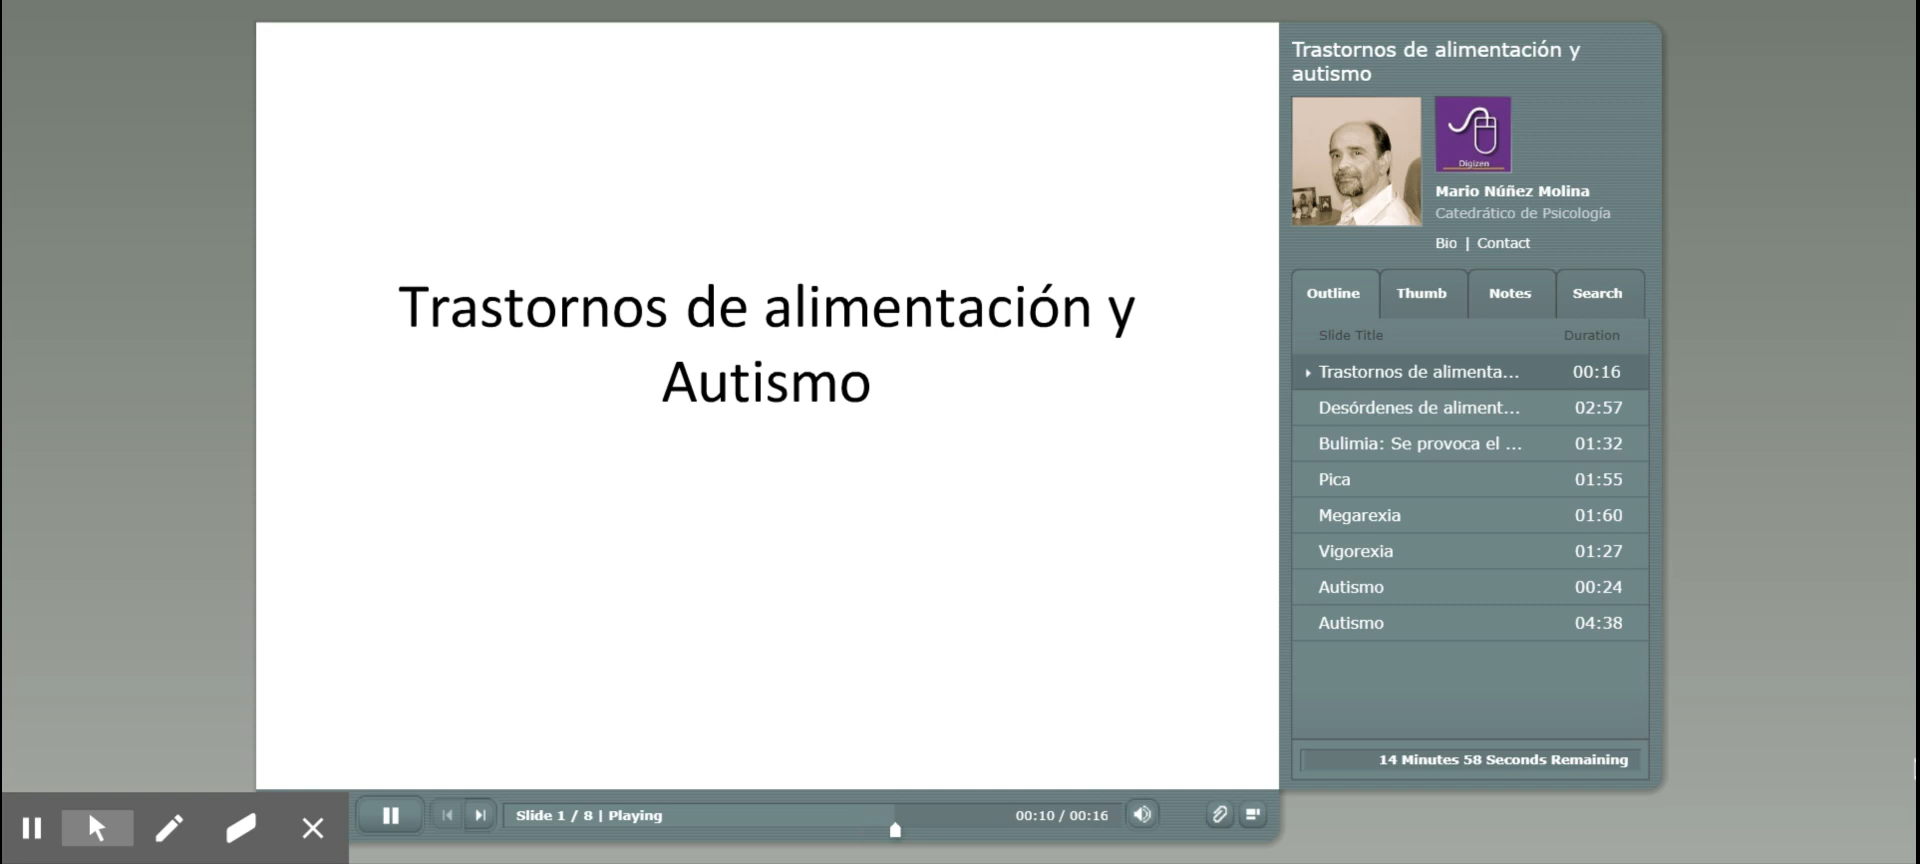 Trastornos de alimentación y
Autismo
Trastornos de alimentación y
autismo
Digizen
Mario Núñez Molina
Catedrático de Psicología
Bio | Contact
Outline Thumb Notes Search
Slide Title Duration
Trastornos de alimenta... 00:16
Desórdenes de aliment... 02:57
Bulimia: Se provoca el ... 01:32
Pica 01:55
Megarexia 01:60
Vigorexia 01:27
Autismo 00:24
Autismo 04:38
14 Minutes 58 Seconds Remaining
Slide 1 / 8 | Playing 00:10 / 00:16